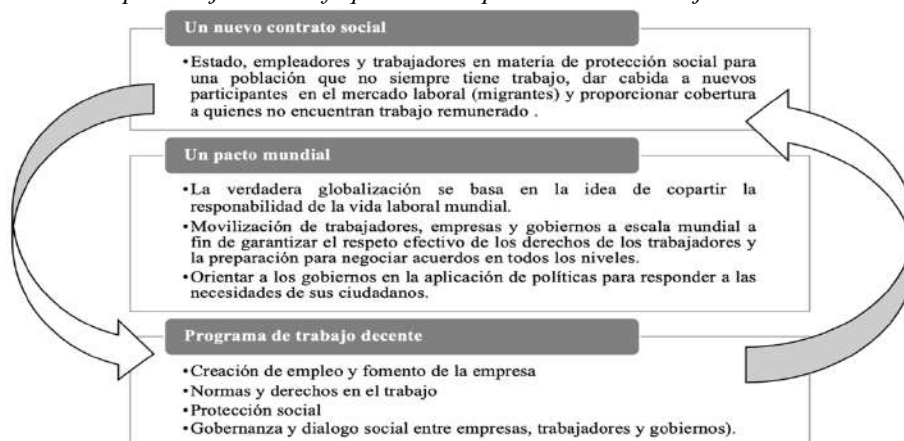 Un nuevo contrato social
•Estado, empleadores y trabajadores en materia de protección social para
una población que no siempre tiene trabajo, dar cabida a nuevos
participantes en el mercado laboral (migrantes) y proporcionar cobertura
a quienes no encuentran trabajo remunerado .
Un pacto mundial
•La verdadera globalización se basa en la idea de copartir la
responabilidad de la vida laboral mundial.
•Movilización de trabajadores, empresas y gobiernos a escala mundial a
fin de garantizar el respeto efectivo de los derechos de los trabajadores y
la preparación para negociar acuerdos en todos los niveles.
•Orientar a los gobiernos en la aplicación de políticas para responder a las
necesidades de sus ciudadanos.
Programa de trabajo decente
•Creación de empleo y fomento de la empresa
•Normas y derechos en el trabajo
•Protección social
•Gobernanza y dialogo social entre empresas, trabajadores y gobiernos).